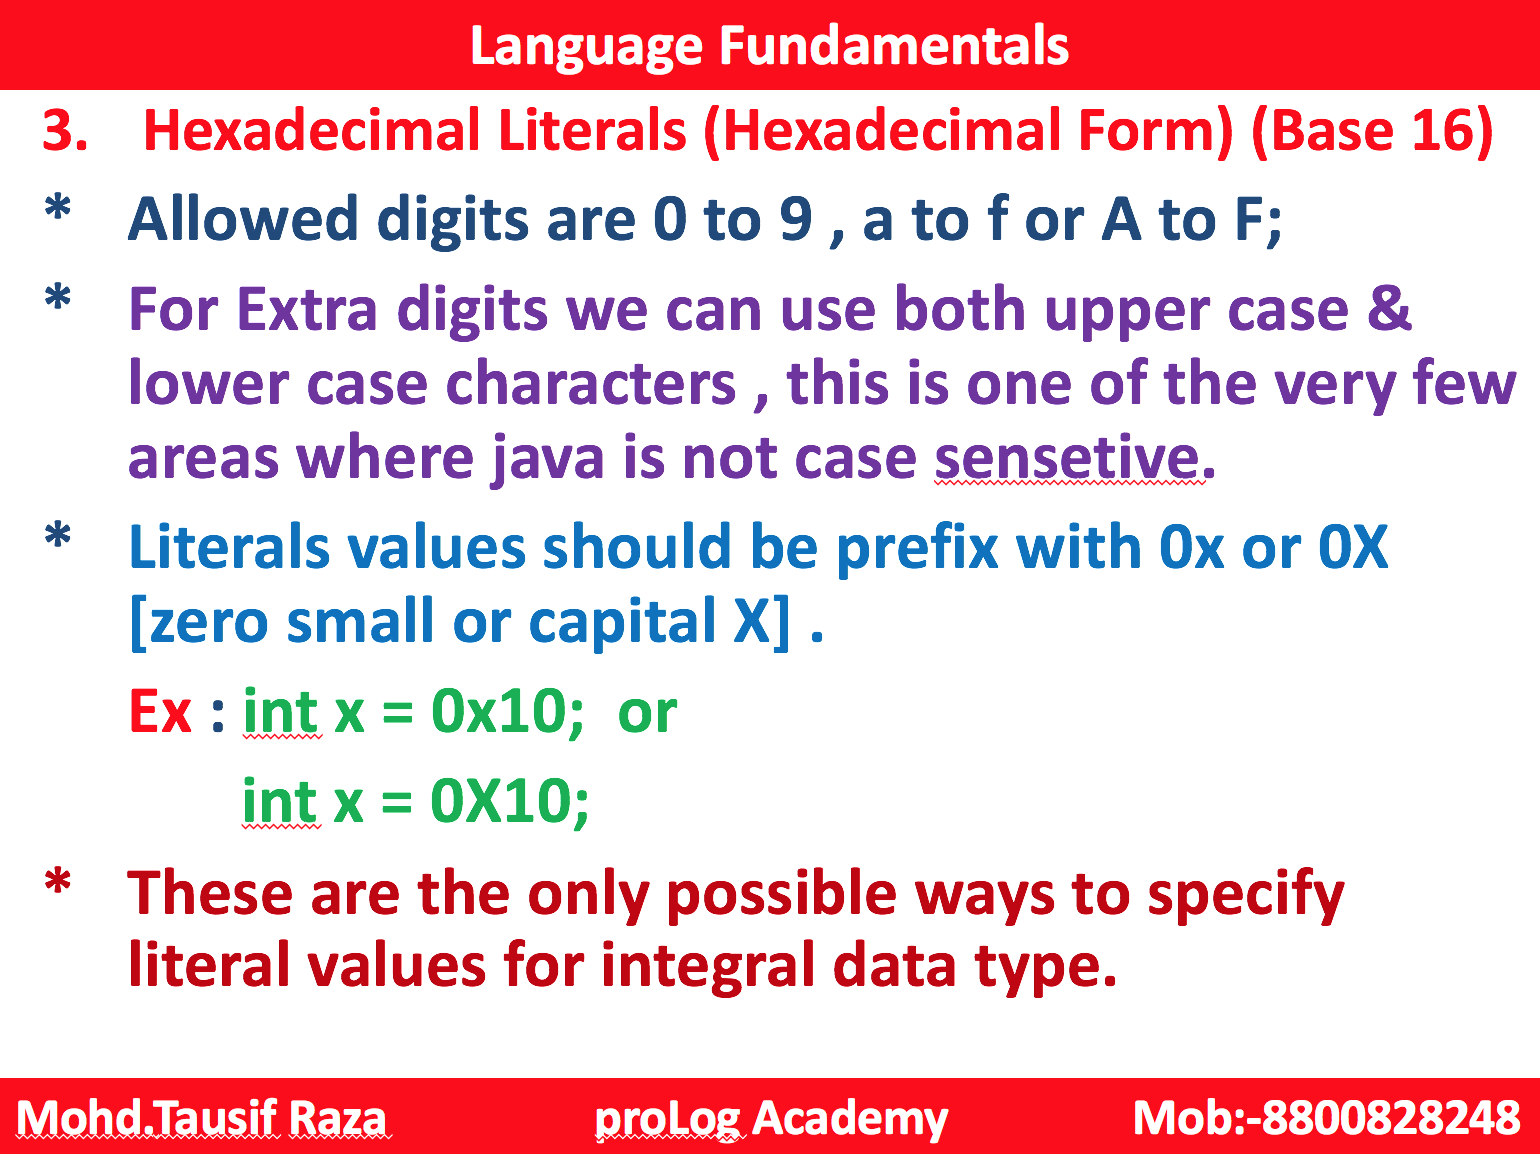 Language Fundamentals
3. Hexadecimal Literals (Hexadecimal Form) (Base 16)
* Allowed digits are 0 to 9 , a to f or A to F;
* For Extra digits we can use both upper case &
lower case characters , this is one of the very few
areas where java is not case sensetive.
* Literals values should be prefix with 0x or 0X
[zero small or capital X] .
Ex : int x = 0x10; or
int x = 0X10;
* These are the only possible ways to specify
literal values for integral data type.
Mohd.Tausif Raza proLog Academy Mob:-8800828248